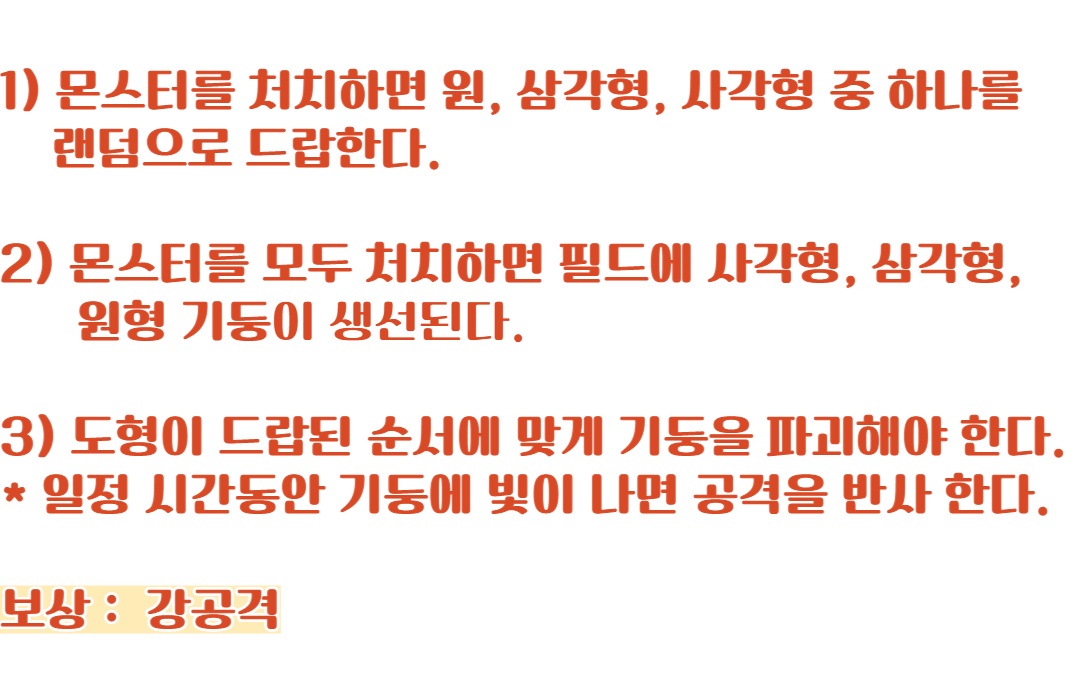 1) 몬스터를 처치하면 원, 삼각형, 사각형 중 하나를
랜덤으로 드랍한다.
2) 몬스터를 모두 처치하면 필드에 사각형, 삼각형,
원형 기둥이 생선된다.
3) 도형이 드랍된 순서에 맞게 기둥을 파괴해야 한다.
* 일정 시간동안 기둥에 빛이 나면 공격을 반사 한다.
보상 : 강공격